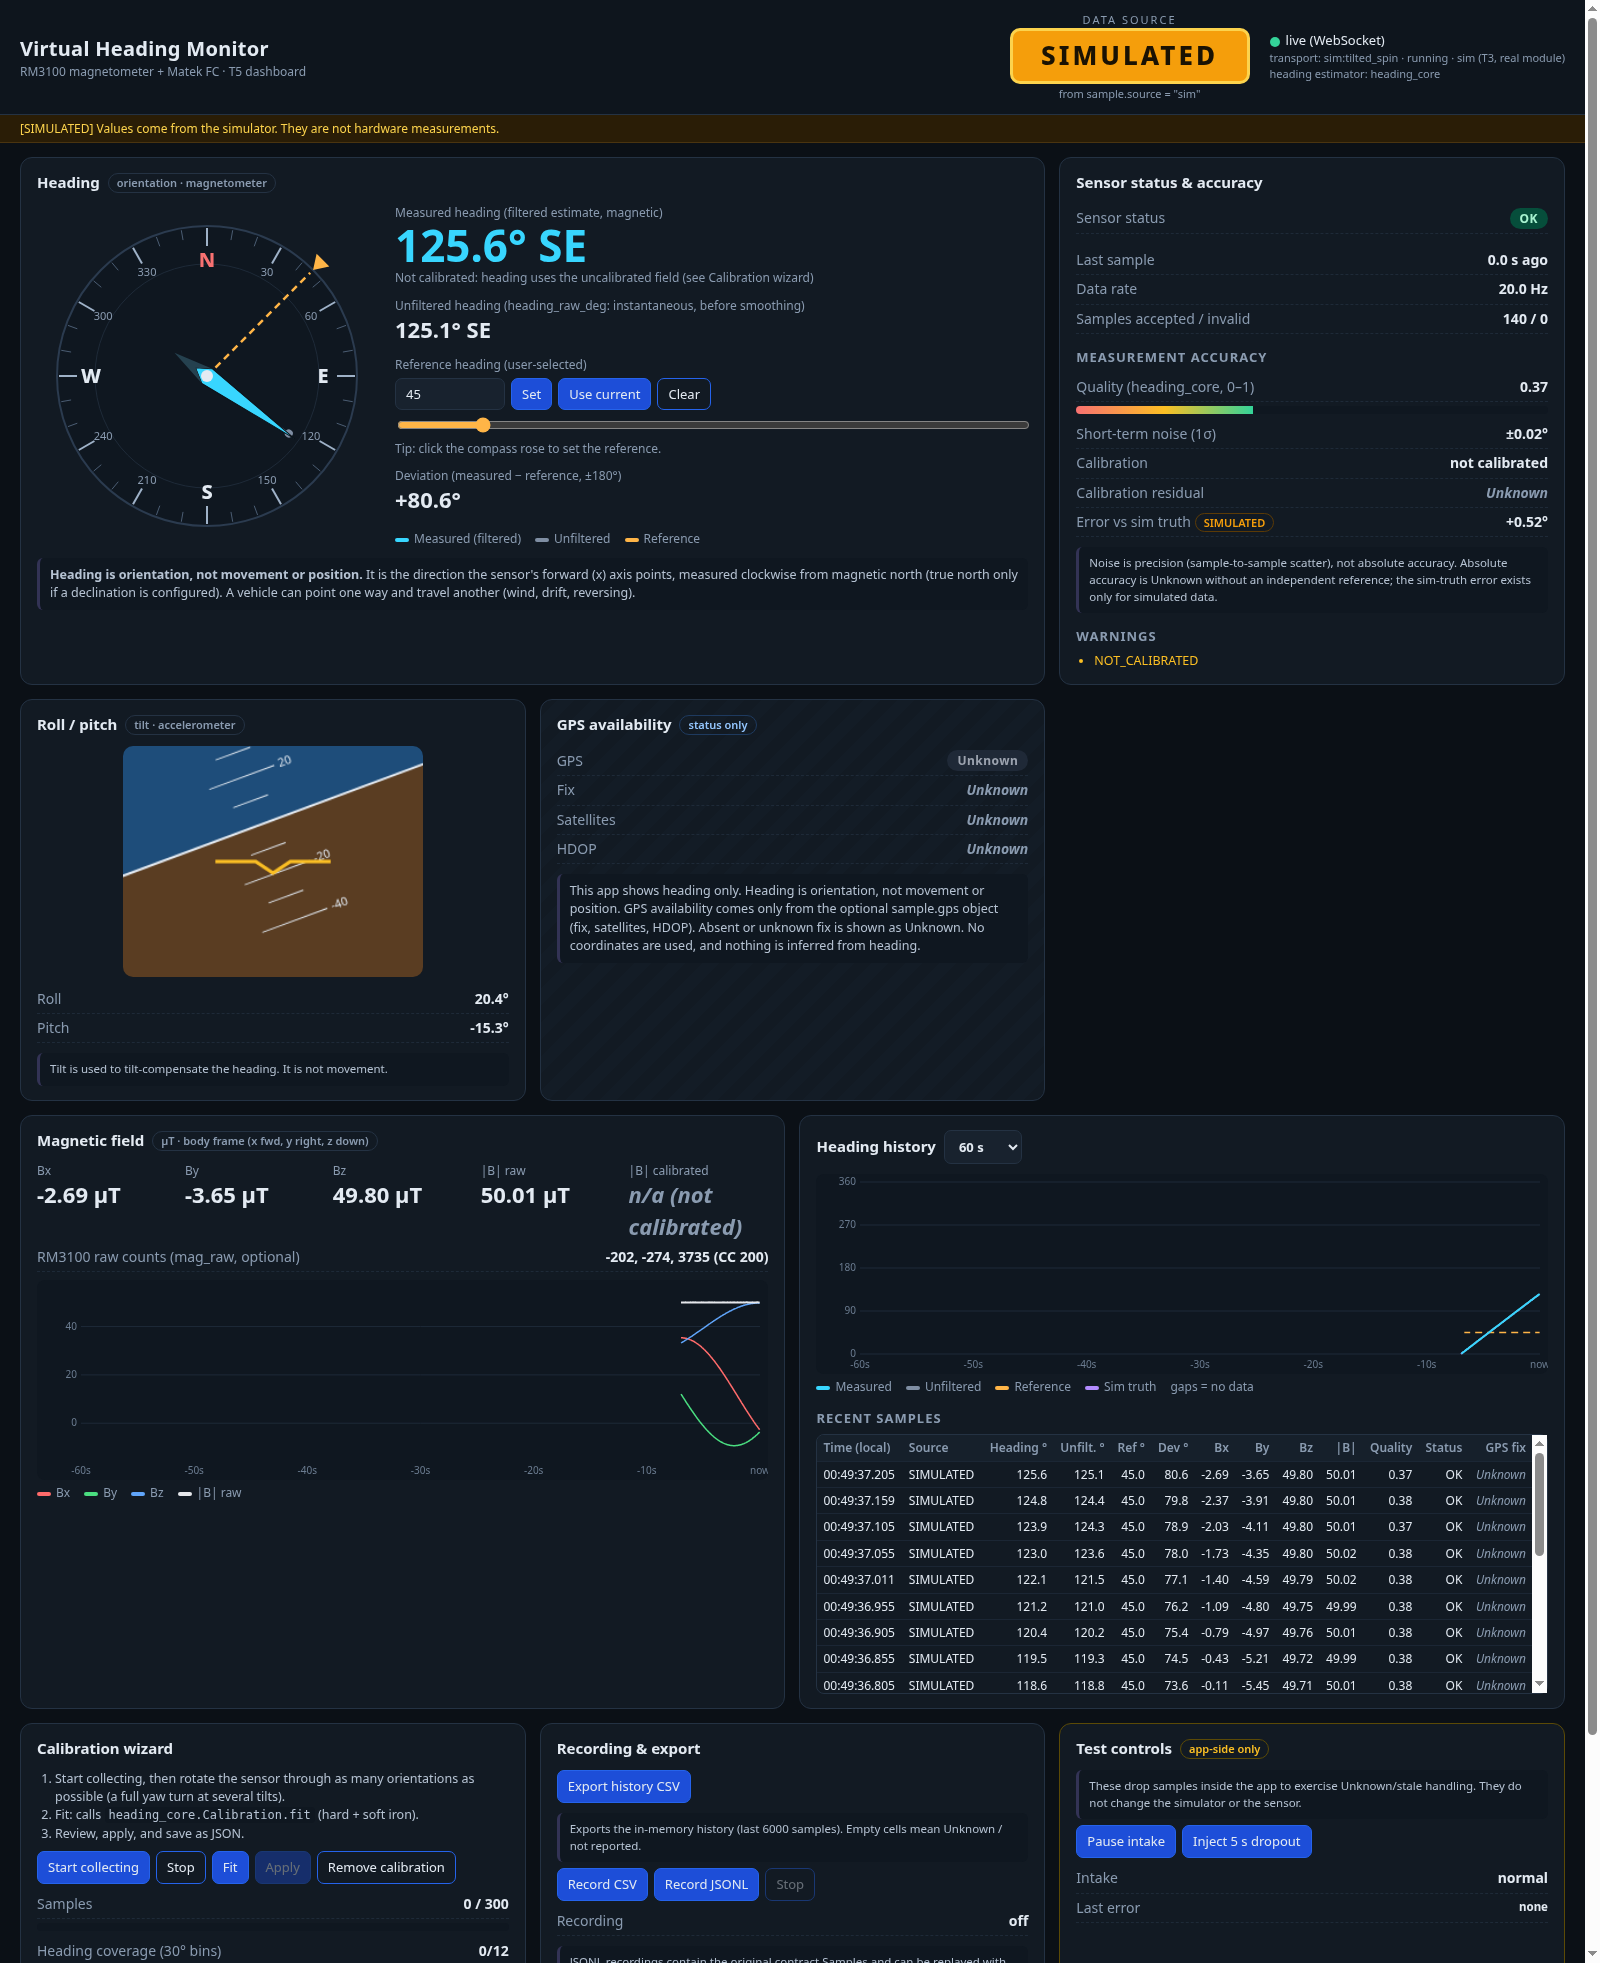 Virtual Heading Monitor
RM3100 magnetometer + Matek FC · T5 dashboard
DATA SOURCE
SIMULATED
from sample.source = "sim"
live (WebSocket)
transport: sim:tilted_spin · running · sim (T3, real module)
heading estimator: heading_core
[SIMULATED] Values come from the simulator. They are not hardware measurements.
Heading orientation · magnetometer
N
30
60
E
120
150
S
210
240
W
300
330
Measured heading (filtered estimate, magnetic)
125.6° SE
Not calibrated: heading uses the uncalibrated field (see Calibration wizard)
Unfiltered heading (heading_raw_deg: instantaneous, before smoothing)
125.1° SE
Reference heading (user-selected)
45 Set Use current Clear
Tip: click the compass rose to set the reference.
Deviation (measured − reference, ±180°)
+80.6°
Measured (filtered) Unfiltered Reference
Heading is orientation, not movement or position. It is the direction the sensor's forward (x) axis points, measured clockwise from magnetic north (true north only
if a declination is configured). A vehicle can point one way and travel another (wind, drift, reversing).
Sensor status & accuracy
Sensor status OK
Last sample 0.0 s ago
Data rate 20.0 Hz
Samples accepted / invalid 140 / 0
MEASUREMENT ACCURACY
Quality (heading_core, 0–1) 0.37
Short-term noise (1σ) ±0.02°
Calibration not calibrated
Calibration residual Unknown
Error vs sim truth SIMULATED +0.52°
Noise is precision (sample-to-sample scatter), not absolute accuracy. Absolute
accuracy is Unknown without an independent reference; the sim-truth error exists
only for simulated data.
WARNINGS
• NOT_CALIBRATED
Roll / pitch tilt · accelerometer
20
-20
-40
Roll 20.4°
Pitch -15.3°
Tilt is used to tilt-compensate the heading. It is not movement.
GPS availability status only
GPS Unknown
Fix Unknown
Satellites Unknown
HDOP Unknown
This app shows heading only. Heading is orientation, not movement or
position. GPS availability comes only from the optional sample.gps object
(fix, satellites, HDOP). Absent or unknown fix is shown as Unknown. No
coordinates are used, and nothing is inferred from heading.
Magnetic field µT · body frame (x fwd, y right, z down)
Bx By Bz |B| raw |B| calibrated
-2.69 µT -3.65 µT 49.80 µT 50.01 µT n/a (not
calibrated)
RM3100 raw counts (mag_raw, optional) -202, -274, 3735 (CC 200)
40
20
0
-60s -50s -40s -30s -20s -10s now
Bx By Bz |B| raw
Heading history 60 s
360
270
180
90
0
-60s -50s -40s -30s -20s -10s now
Measured Unfiltered Reference Sim truth gaps = no data
RECENT SAMPLES
Time (local) Source Heading ° Unfilt. ° Ref ° Dev ° Bx By Bz |B| Quality Status GPS fix
00:49:37.205 SIMULATED 125.6 125.1 45.0 80.6 -2.69 -3.65 49.80 50.01 0.37 OK Unknown
00:49:37.159 SIMULATED 124.8 124.4 45.0 79.8 -2.37 -3.91 49.80 50.01 0.38 OK Unknown
00:49:37.105 SIMULATED 123.9 124.3 45.0 78.9 -2.03 -4.11 49.80 50.01 0.37 OK Unknown
00:49:37.055 SIMULATED 123.0 123.6 45.0 78.0 -1.73 -4.35 49.80 50.02 0.38 OK Unknown
00:49:37.011 SIMULATED 122.1 121.5 45.0 77.1 -1.40 -4.59 49.79 50.02 0.38 OK Unknown
00:49:36.955 SIMULATED 121.2 121.0 45.0 76.2 -1.09 -4.80 49.75 49.99 0.38 OK Unknown
00:49:36.905 SIMULATED 120.4 120.2 45.0 75.4 -0.79 -4.97 49.76 50.01 0.38 OK Unknown
00:49:36.855 SIMULATED 119.5 119.3 45.0 74.5 -0.43 -5.21 49.72 49.99 0.38 OK Unknown
00:49:36.805 SIMULATED 118.6 118.8 45.0 73.6 -0.11 -5.45 49.71 50.01 0.38 OK Unknown
Calibration wizard
1. Start collecting, then rotate the sensor through as many orientations as
possible (a full yaw turn at several tilts).
2. Fit: calls heading_core.Calibration.fit (hard + soft iron).
3. Review, apply, and save as JSON.
Start collecting Stop Fit Apply Remove calibration
Samples 0 / 300
Heading coverage (30° bins) 0/12
Recording & export
Export history CSV
Exports the in-memory history (last 6000 samples). Empty cells mean Unknown /
not reported.
Record CSV Record JSONL Stop
Recording off
JSONL recordings contain the original contract Samples and can be replayed with
Test controls app-side only
These drop samples inside the app to exercise Unknown/stale handling. They do
not change the simulator or the sensor.
Pause intake Inject 5 s dropout
Intake normal
Last error none